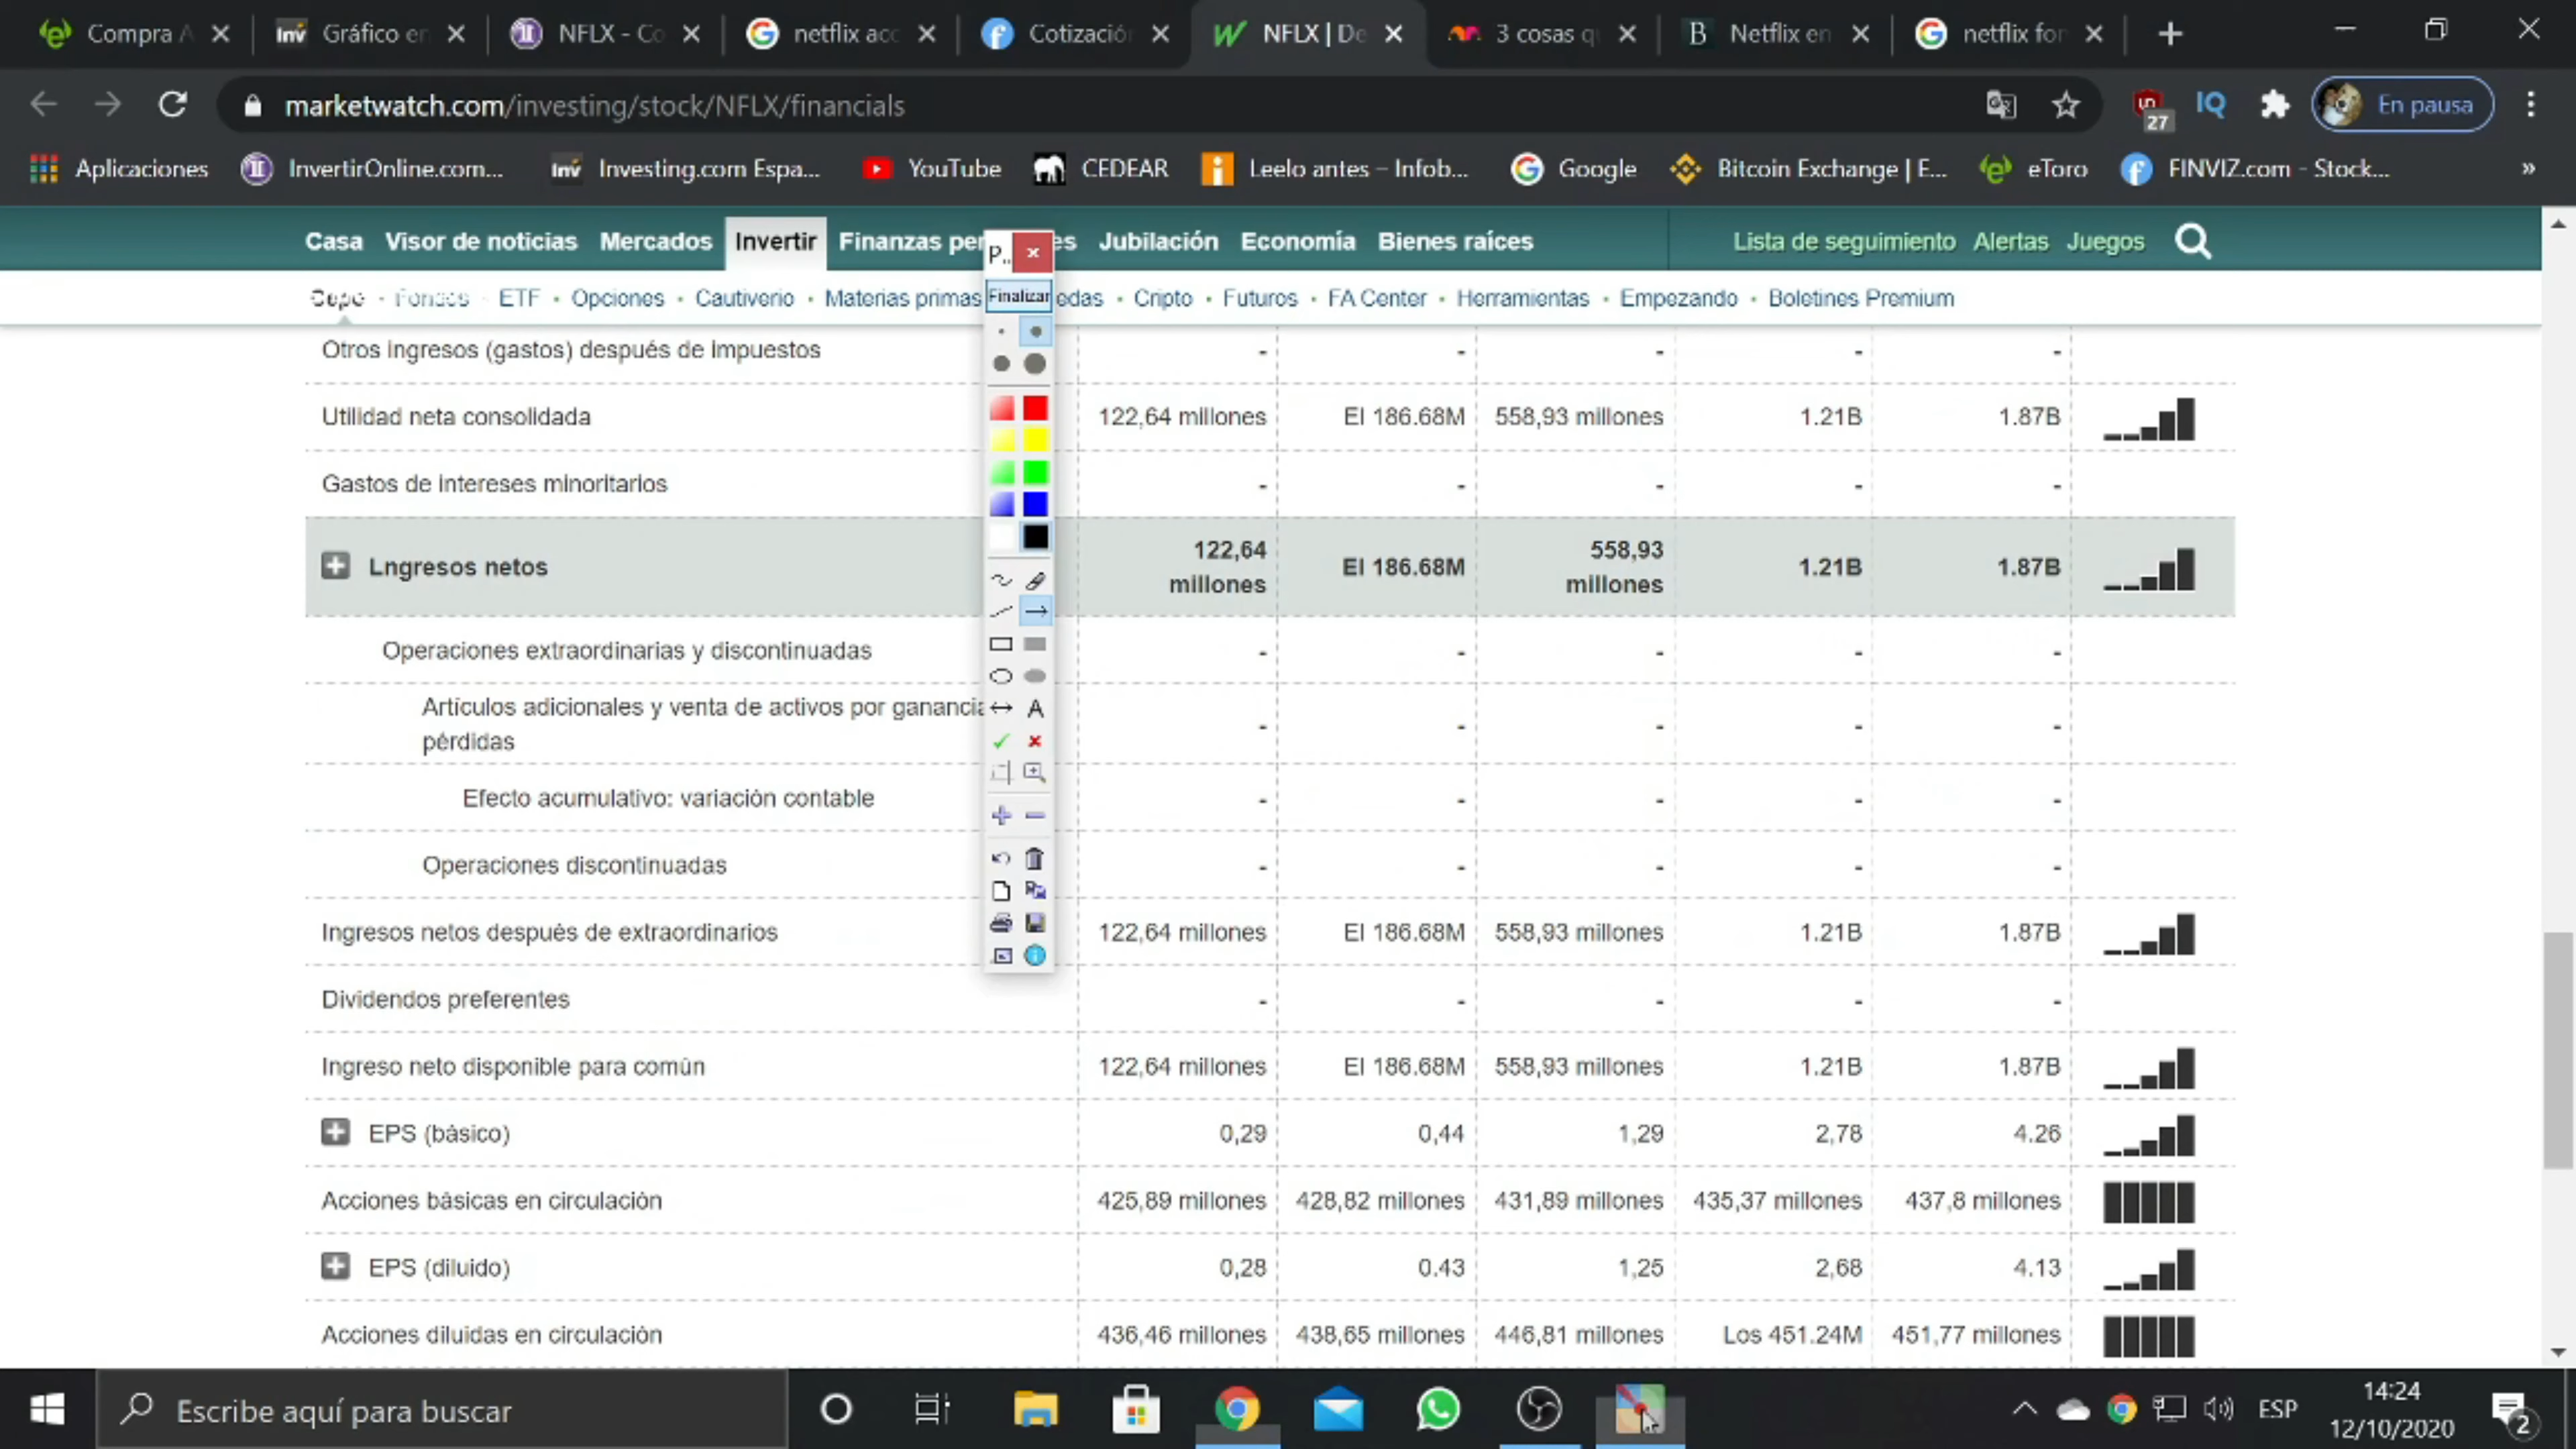 Compra A
Gráfico en
NFLX - Co
netflix acc
Cotización
NFLX | De
3 cosas q
Netflix en
netflix for
marketwatch.com/investing/stock/NFLX/financials
27
IQ
En pausa
Aplicaciones
InvertirOnline.com...
Inv
Investing.com Espa...
YouTube
CEDEAR
Leelo antes – Infob...
Google
Bitcoin Exchange | E...
eToro
FINVIZ.com - Stock...
»
Casa Visor de noticias Mercados Invertir Finanzas per es Jubilación Economía Bienes raíces Lista de seguimiento Alertas Juegos
P..
Cepo · Fondos · ETF · Opciones · Cautiverio · Materias primas edas · Cripto · Futuros · FA Center · Herramientas · Empezando · Boletines Premium
Finalizar
Otros ingresos (gastos) después de impuestos - - - - -
Utilidad neta consolidada 122,64 millones El 186.68M 558,93 millones 1.21B 1.87B
Gastos de intereses minoritarios - - - - -
Lngresos netos 122,64 millones El 186.68M 558,93 millones 1.21B 1.87B
Operaciones extraordinarias y discontinuadas - - - - -
Artículos adicionales y venta de activos por ganancia
pérdidas - - - - -
Efecto acumulativo: variación contable - - - - -
Operaciones discontinuadas - - - - -
Ingresos netos después de extraordinarios 122,64 millones El 186.68M 558,93 millones 1.21B 1.87B
Dividendos preferentes - - - - -
Ingreso neto disponible para común 122,64 millones El 186.68M 558,93 millones 1.21B 1.87B
EPS (básico) 0,29 0,44 1,29 2,78 4.26
Acciones básicas en circulación 425,89 millones 428,82 millones 431,89 millones 435,37 millones 437,8 millones
EPS (diluido) 0,28 0.43 1,25 2,68 4.13
Acciones diluidas en circulación 436,46 millones 438,65 millones 446,81 millones Los 451.24M 451,77 millones
A
Escribe aquí para buscar
ESP
14:24
12/10/2020
2